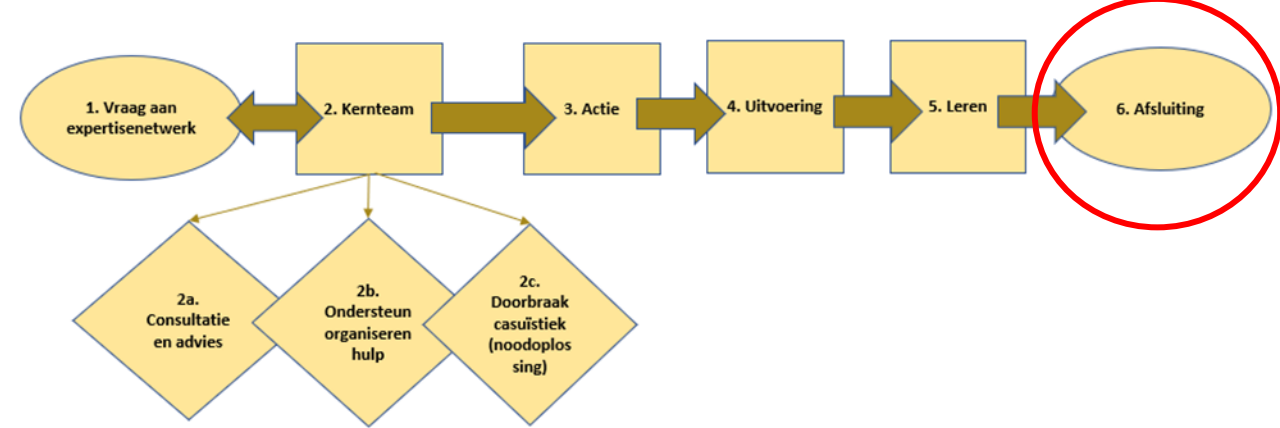 1. Vraag aan
expertisenetwerk
2. Kernteam
3. Actie
4. Uitvoering
5. Leren
6. Afsluiting
2a.
Consultatie
en advies
2b.
Ondersteun
organiseren
hulp
2c.
Doorbraak
casuïstiek
(noodoplos
sing)